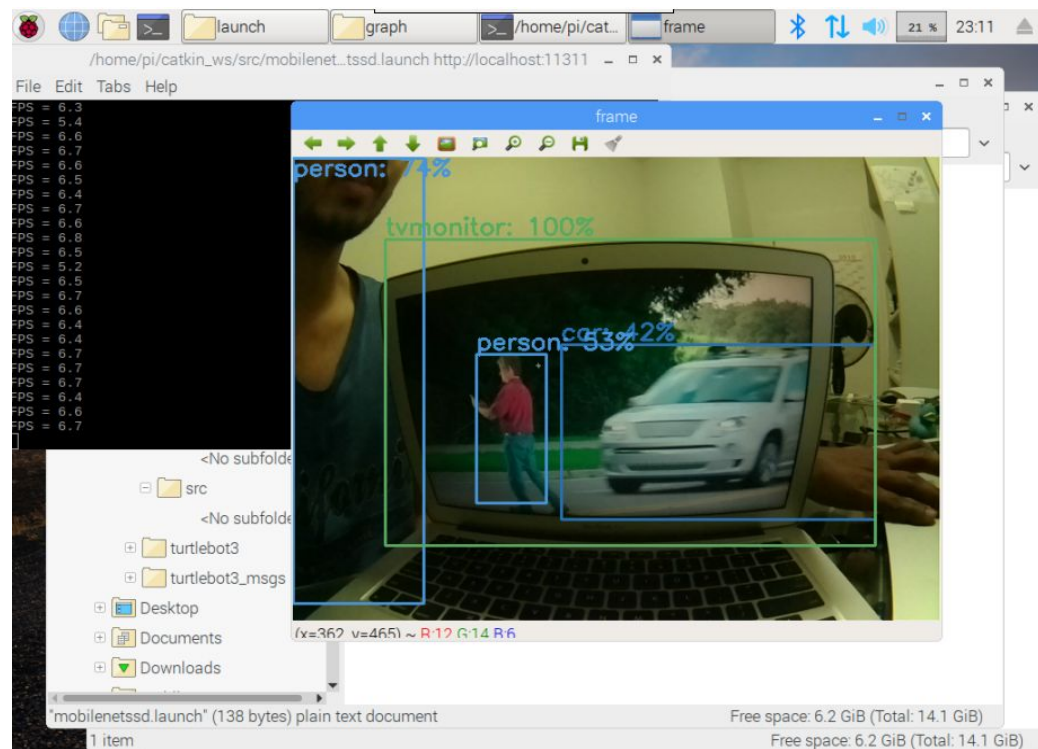 launch graph /home/pi/cat... frame 21 % 23:11
/home/pi/catkin_ws/src/mobilenet...tssd.launch http://localhost:11311
File Edit Tabs Help
FPS = 6.3
FPS = 5.4
FPS = 6.6
FPS = 6.7
FPS = 6.6
FPS = 6.5
FPS = 6.4
FPS = 6.7
FPS = 6.6
FPS = 6.8
FPS = 6.5
FPS = 5.2
FPS = 6.5
FPS = 6.7
FPS = 6.6
FPS = 6.4
FPS = 6.4
FPS = 6.7
FPS = 6.7
FPS = 6.7
FPS = 6.4
FPS = 6.6
FPS = 6.7
frame
person: 74%
tvmonitor: 100%
car: 42%
person: 53%
(x=362, y=465) ~ R:12 G:14 B:6
<No subfolde
src
<No subfolde
turtlebot3
turtlebot3_msgs
Desktop
Documents
Downloads
"mobilenetssd.launch" (138 bytes) plain text document Free space: 6.2 GiB (Total: 14.1 GiB)
1 item Free space: 6.2 GiB (Total: 14.1 GiB)